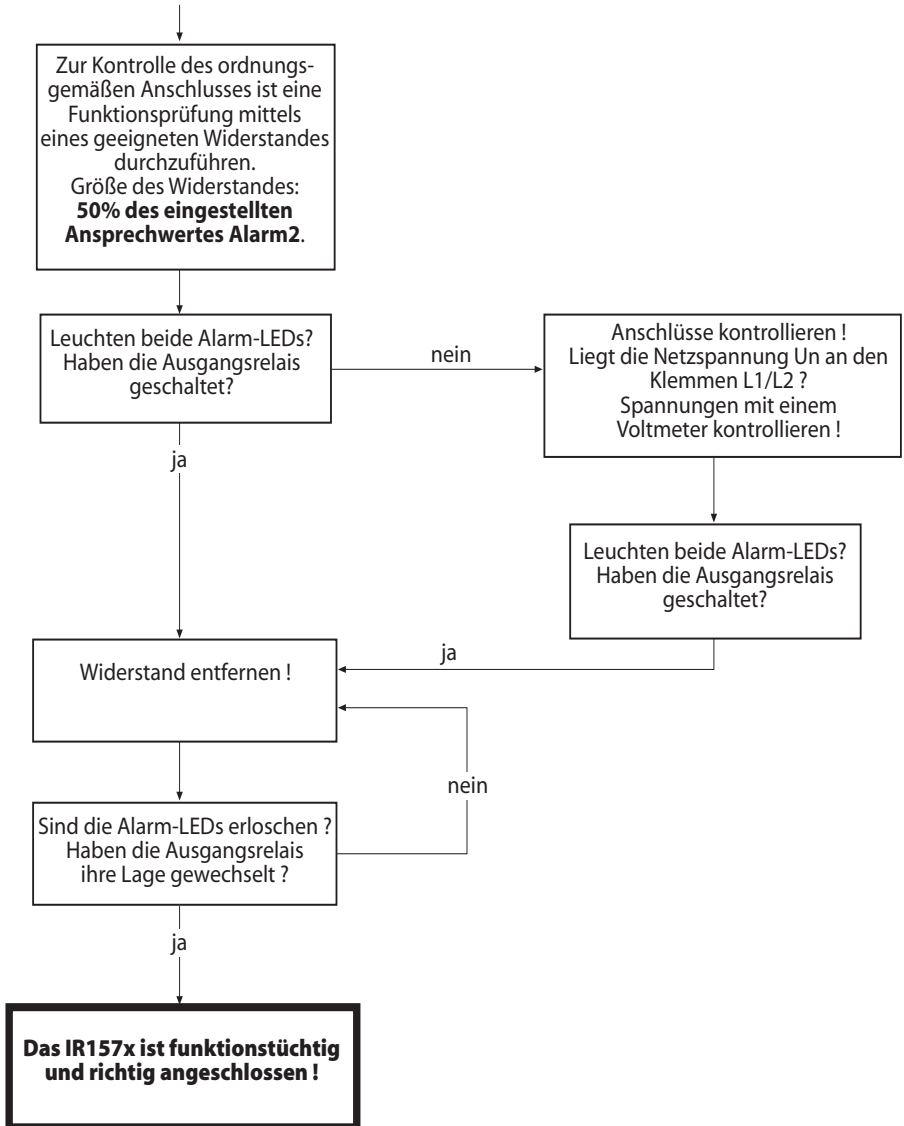 Zur Kontrolle des ordnungs-
gemäßen Anschlusses ist eine
Funktionsprüfung mittels
eines geeigneten Widerstandes
durchzuführen.
Größe des Widerstandes:
50% des eingestellten
Ansprechwertes Alarm2.
Leuchten beide Alarm-LEDs?
Haben die Ausgangsrelais
geschaltet?
nein
Anschlüsse kontrollieren !
Liegt die Netzspannung Un an den
Klemmen L1/L2 ?
Spannungen mit einem
Voltmeter kontrollieren !
ja
Leuchten beide Alarm-LEDs?
Haben die Ausgangsrelais
geschaltet?
ja
Widerstand entfernen !
nein
Sind die Alarm-LEDs erloschen ?
Haben die Ausgangsrelais
ihre Lage gewechselt ?
ja
Das IR157x ist funktionstüchtig
und richtig angeschlossen !